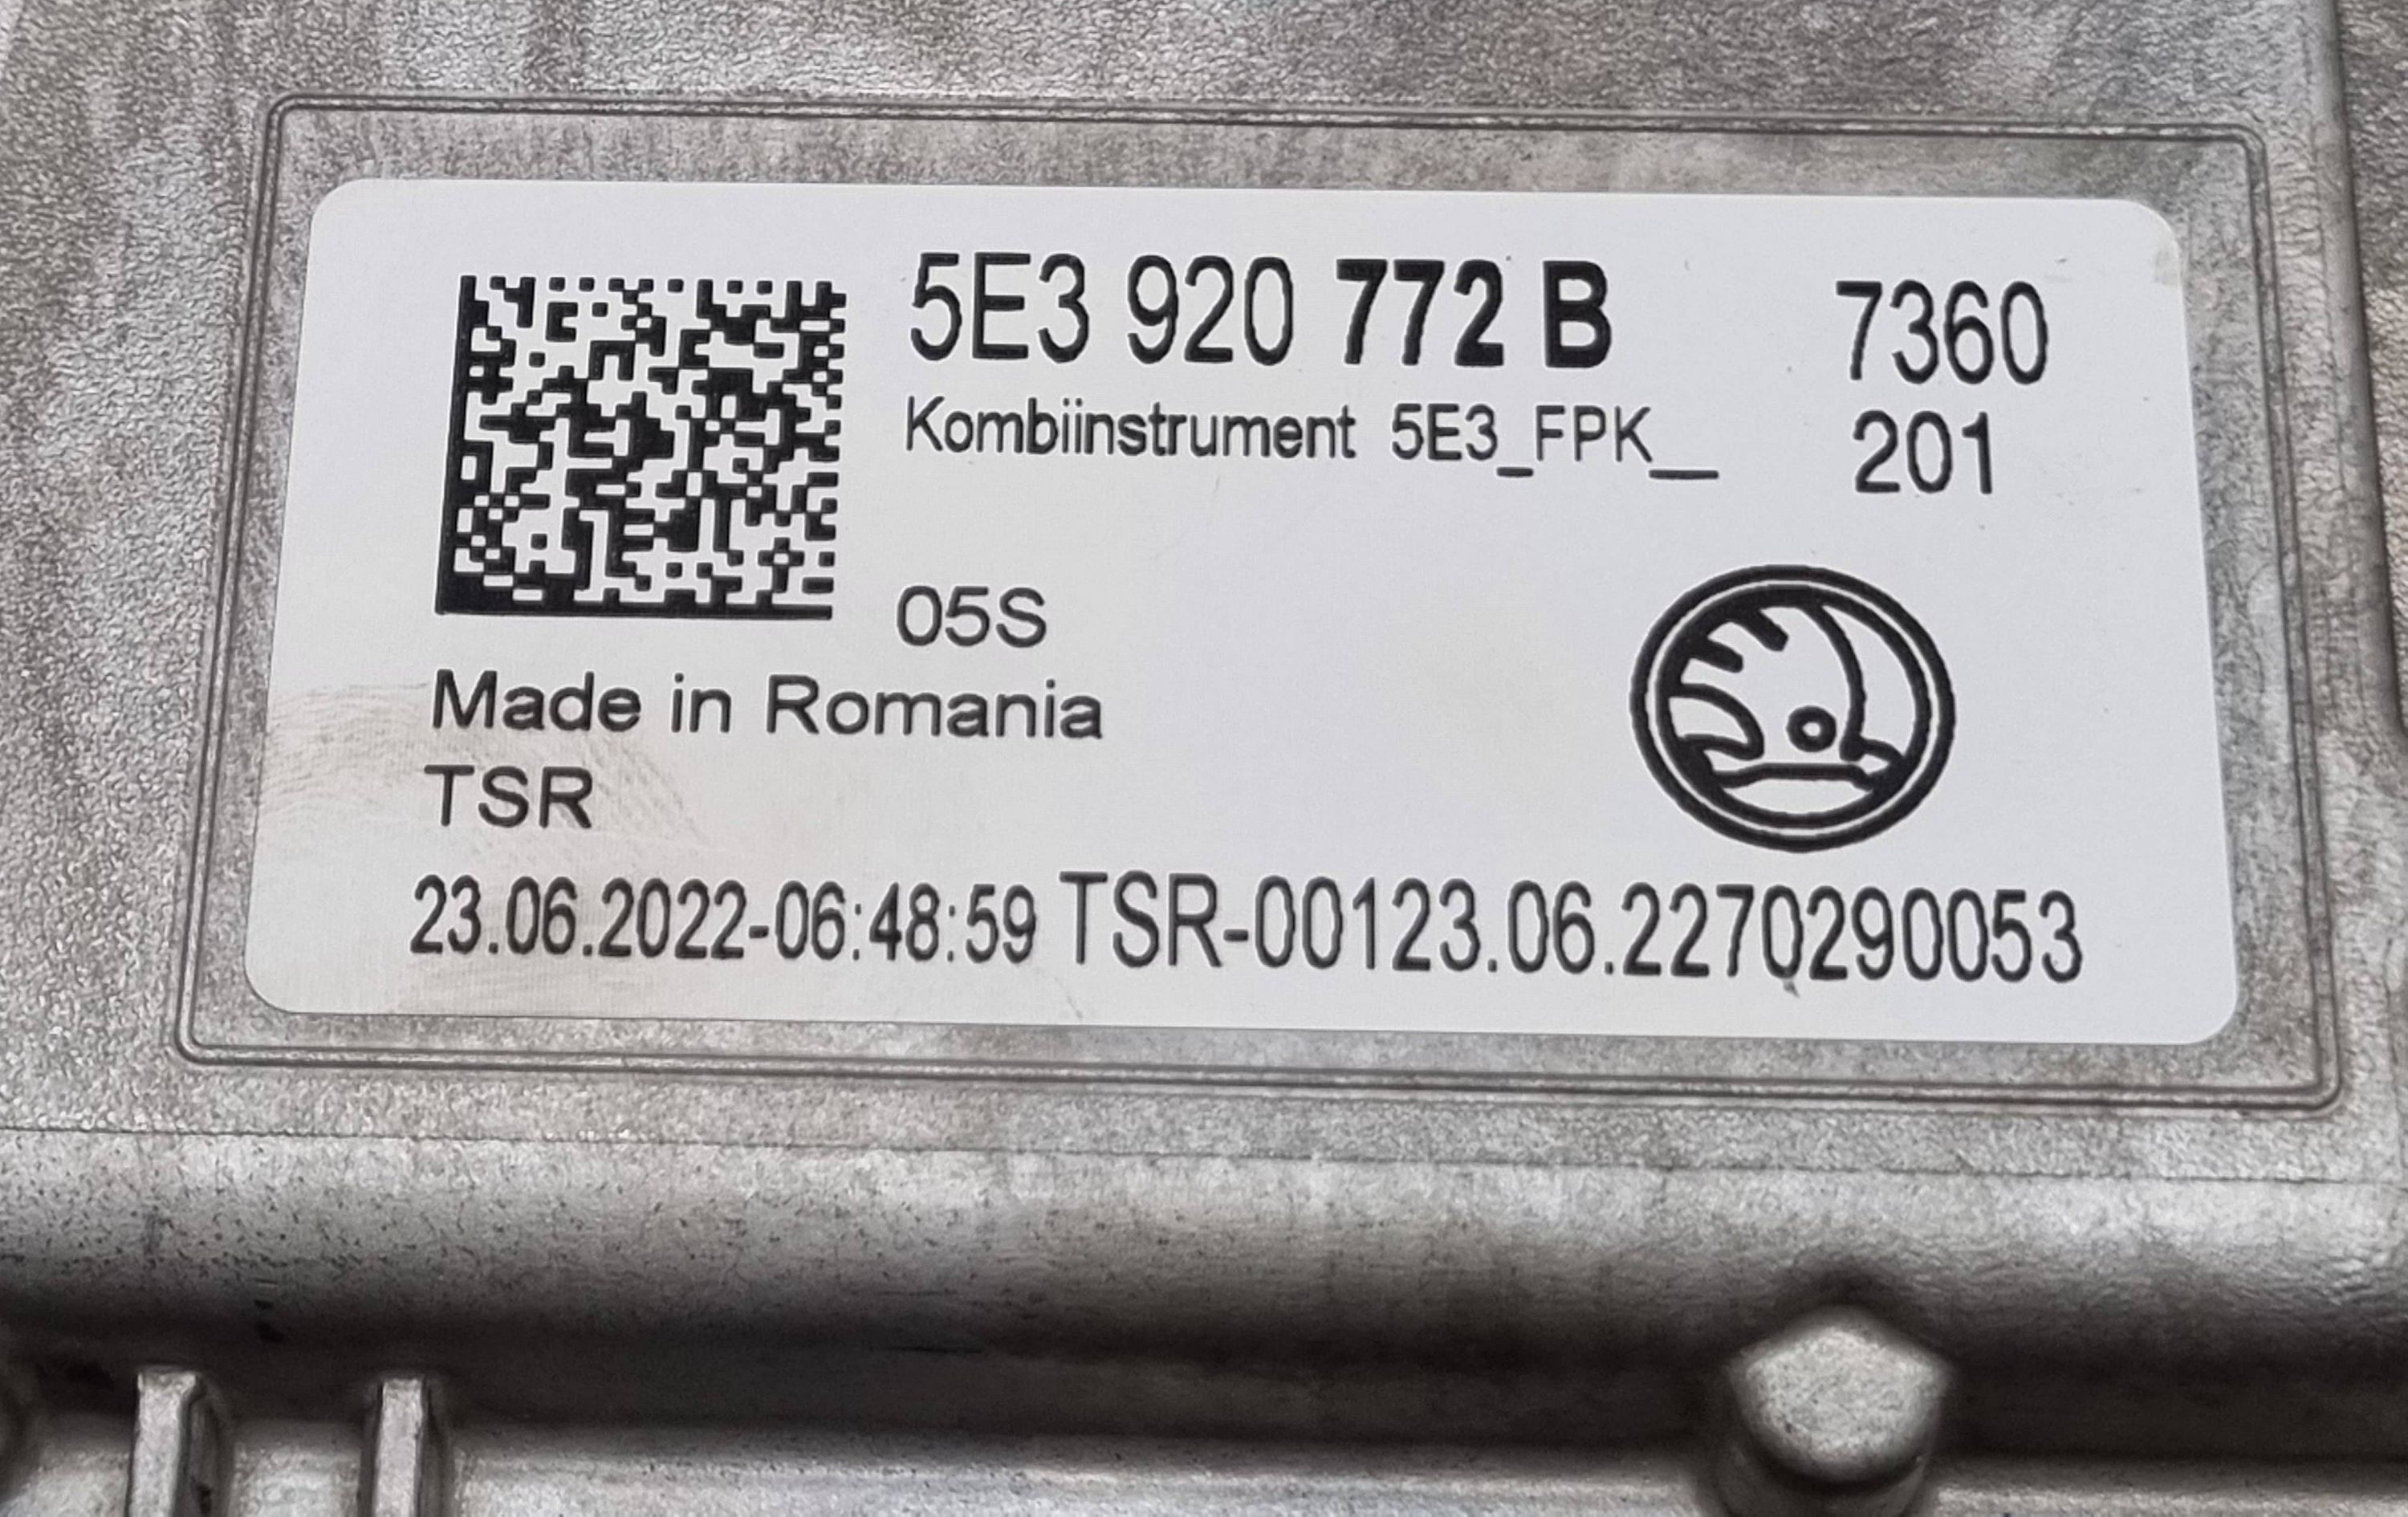 5E3 920 772 B 7360
Kombiinstrument 5E3_FPK__ 201
05S
Made in Romania
TSR
23.06.2022-06:48:59 TSR-00123.06.2270290053